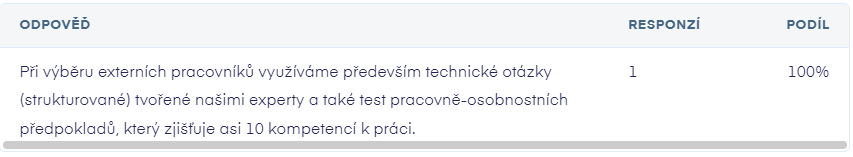 ODPOVĚĎ RESPONZÍ PODÍL
Při výběru externích pracovníků využíváme především technické otázky 1 100%
(strukturované) tvořené našimi experty a také test pracovně-osobnostních
předpokladů, který zjišťuje asi 10 kompetencí k práci.